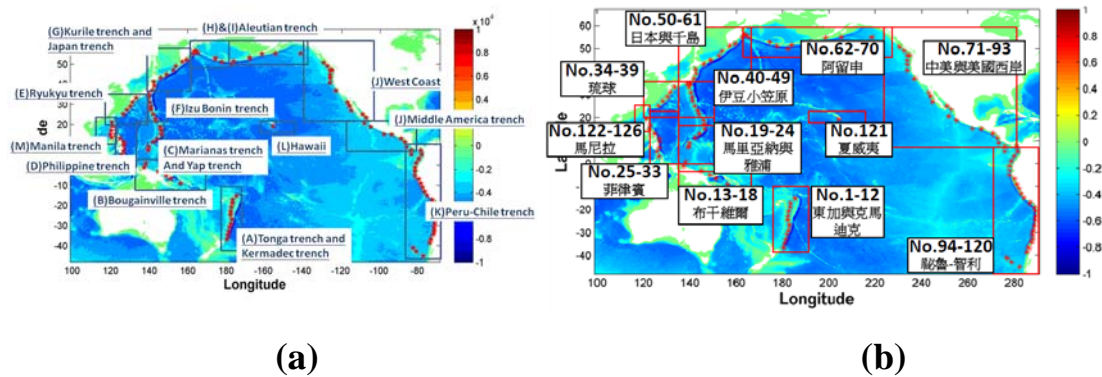 (G)Kurile trench and
Japan trench
(H)&(I)Aleutian trench
(J)West Coast
(E)Ryukyu trench
(F)Izu Bonin trench
(J)Middle America trench
(M)Manila trench
(L)Hawaii
(C)Marianas trench
And Yap trench
(D)Philippine trench
(B)Bougainville trench
(K)Peru-Chile trench
(A)Tonga trench and
Kermadec trench
50
40
30
20
10
0
-10
-20
-30
-40
100 120 140 160 180 -160 -140 -120 -100 -80
Longitude
1
0.8
0.6
0.4
0.2
0
-0.2
-0.4
-0.6
-0.8
-1
(a)
No.50-61
日本與千島
No.62-70
阿留申
No.71-93
中美與美國西岸
No.34-39
琉球
No.40-49
伊豆小笠原
No.122-126
馬尼拉
No.19-24
馬里亞納與
雅浦
No.121
夏威夷
No.25-33
菲律賓
No.13-18
布干維爾
No.1-12
東加與克馬
迪克
No.94-120
祕魯-智利
60
50
40
-10
-20
-30
-40
100 120 140 160 180 200 220 240 260 280
Longitude
1
0.8
0.6
0.4
0.2
0
-0.2
-0.4
-0.6
-0.8
-1
(b)